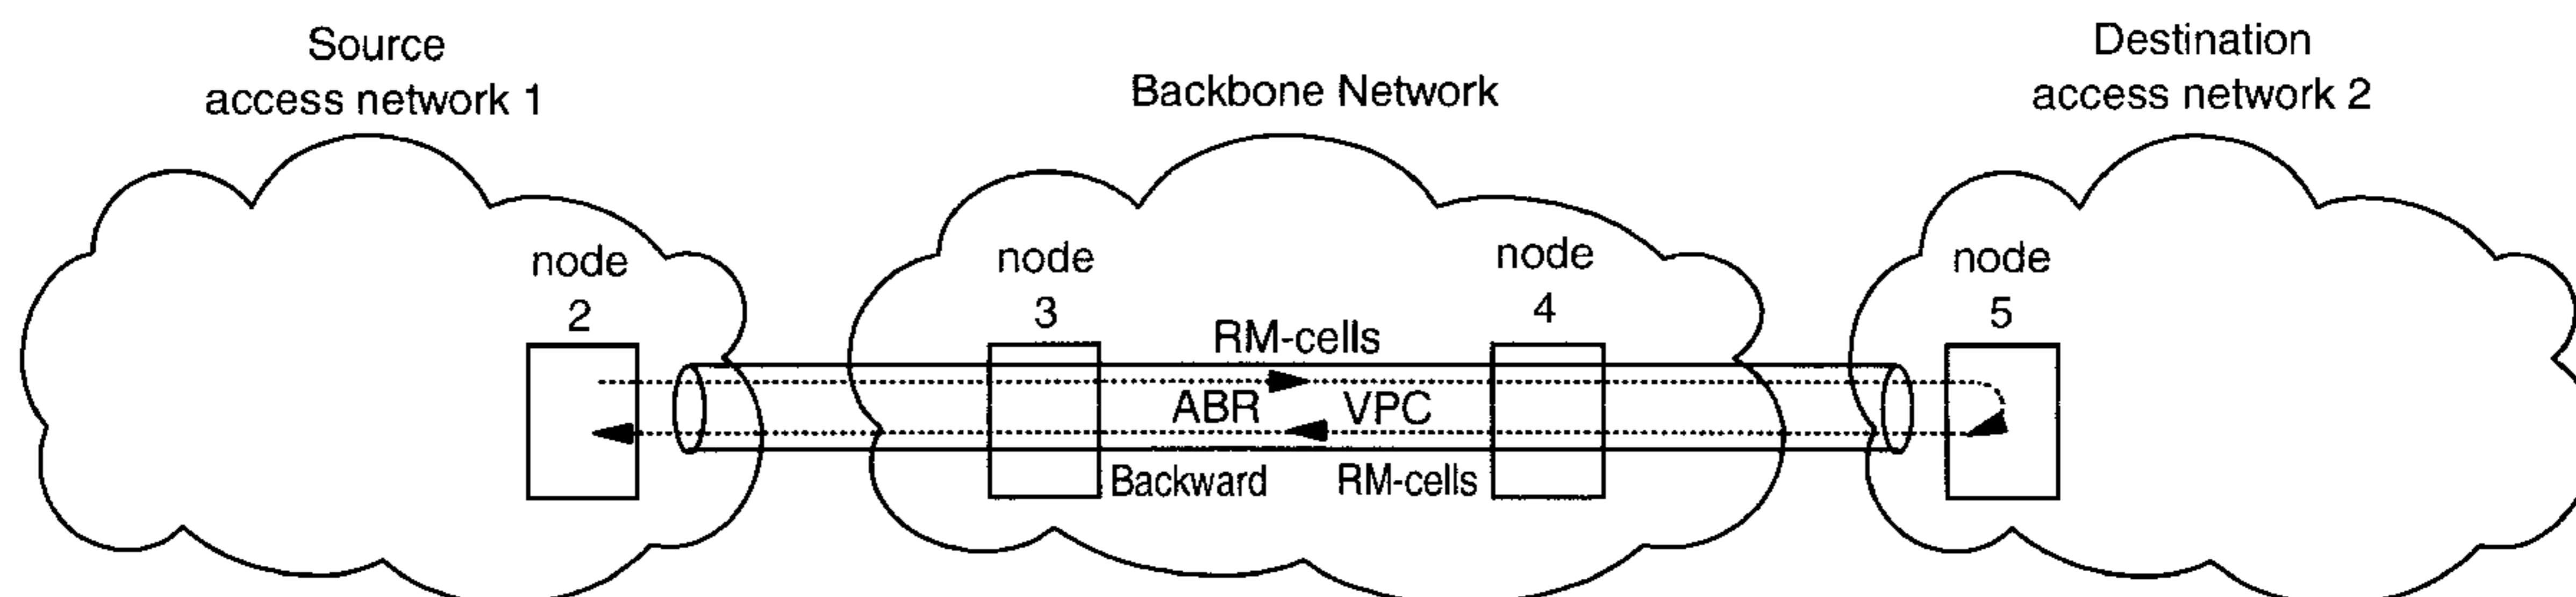 Source
access network 1
Backbone Network
Destination
access network 2
node
2
node
3
node
4
node
5
RM-cells
ABR VPC
Backward RM-cells